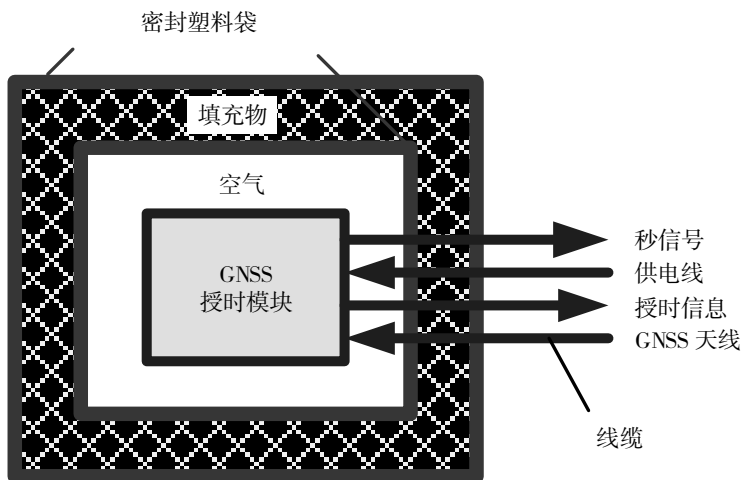 密封塑料袋
填充物
空气
GNSS
授时模块
秒信号
供电线
授时信息
GNSS 天线
线缆